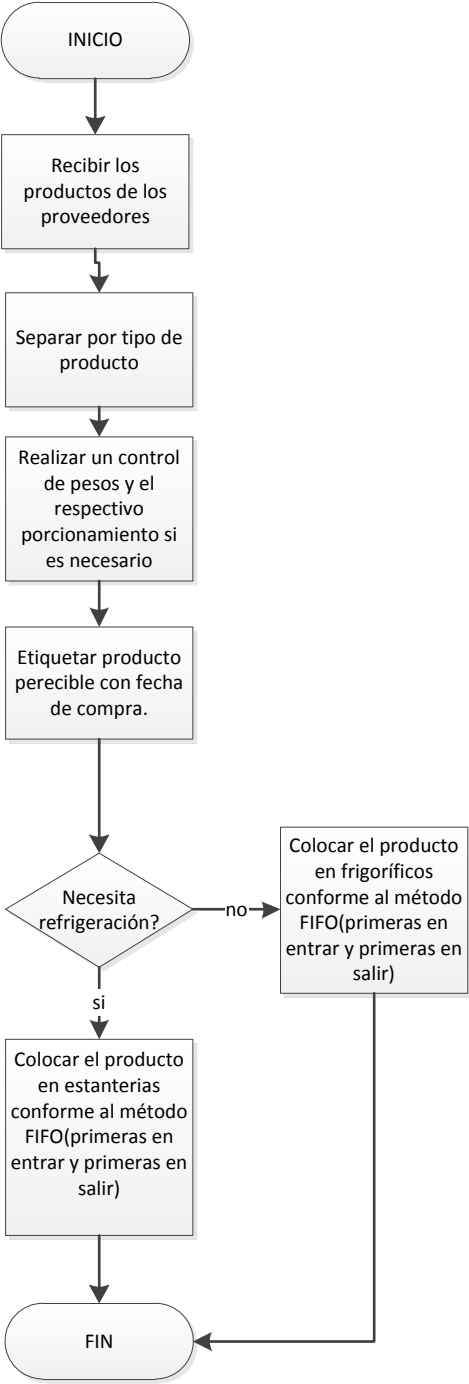 INICIO
Recibir los
productos de los
proveedores
Separar por tipo de
producto
Realizar un control
de pesos y el
respectivo
porcionamiento si
es necesario
Etiquetar producto
perecible con fecha
de compra.
Necesita
refrigeración?
no
Colocar el producto
en frigoríficos
conforme al método
FIFO(primeras en
entrar y primeras en
salir)
si
Colocar el producto
en estanterias
conforme al método
FIFO(primeras en
entrar y primeras en
salir)
FIN